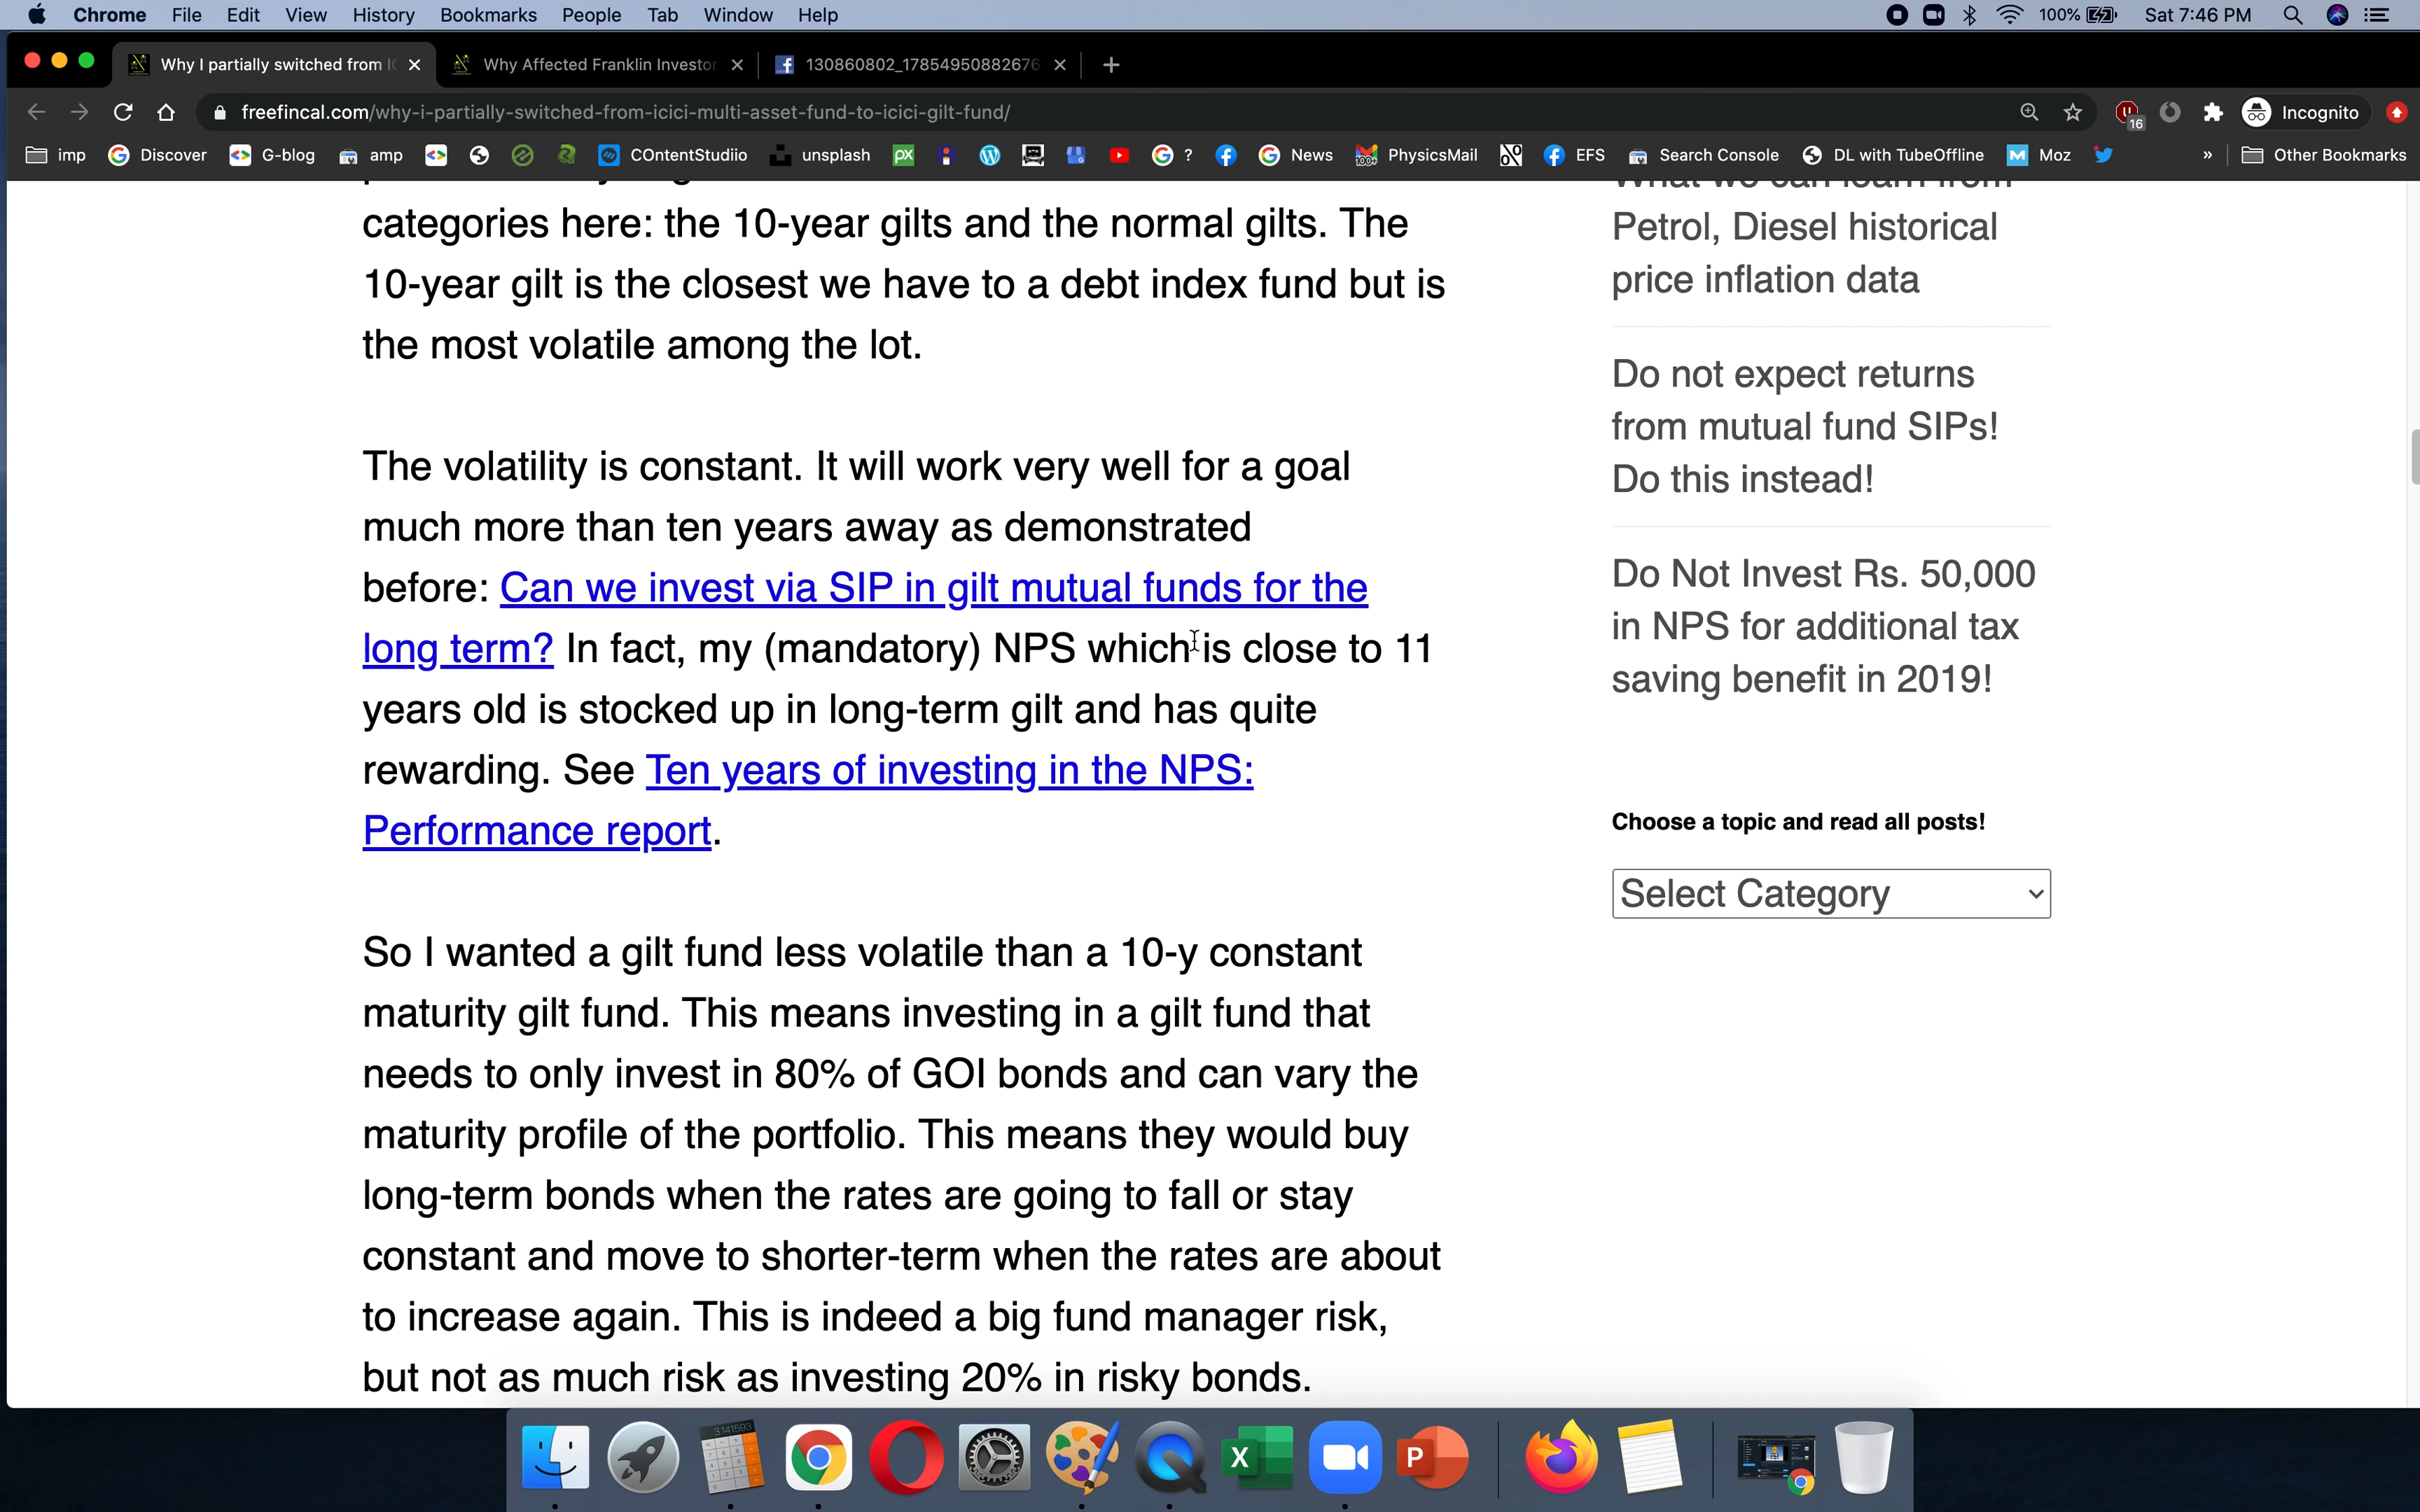 Chrome File Edit View History Bookmarks People Tab Window Help 100% Sat 7:46 PM
Why I partially switched from Why Affected Franklin Investor 130860802_17854950882676
freefincal.com/why-i-partially-switched-from-icici-multi-asset-fund-to-icici-gilt-fund/ 16 Incognito
imp Discover G-blog amp COntentStudiio unsplash px ? News PhysicsMail EFS Search Console DL with TubeOffline Moz » Other Bookmarks
categories here: the 10-year gilts and the normal gilts. The
10-year gilt is the closest we have to a debt index fund but is
the most volatile among the lot.
The volatility is constant. It will work very well for a goal
much more than ten years away as demonstrated
before: Can we invest via SIP in gilt mutual funds for the
long term? In fact, my (mandatory) NPS which is close to 11
years old is stocked up in long-term gilt and has quite
rewarding. See Ten years of investing in the NPS:
Performance report.
So I wanted a gilt fund less volatile than a 10-y constant
maturity gilt fund. This means investing in a gilt fund that
needs to only invest in 80% of GOI bonds and can vary the
maturity profile of the portfolio. This means they would buy
long-term bonds when the rates are going to fall or stay
constant and move to shorter-term when the rates are about
to increase again. This is indeed a big fund manager risk,
but not as much risk as investing 20% in risky bonds.
What we can learn from
Petrol, Diesel historical
price inflation data
Do not expect returns
from mutual fund SIPs!
Do this instead!
Do Not Invest Rs. 50,000
in NPS for additional tax
saving benefit in 2019!
Choose a topic and read all posts!
Select Category
3.141593
X
P